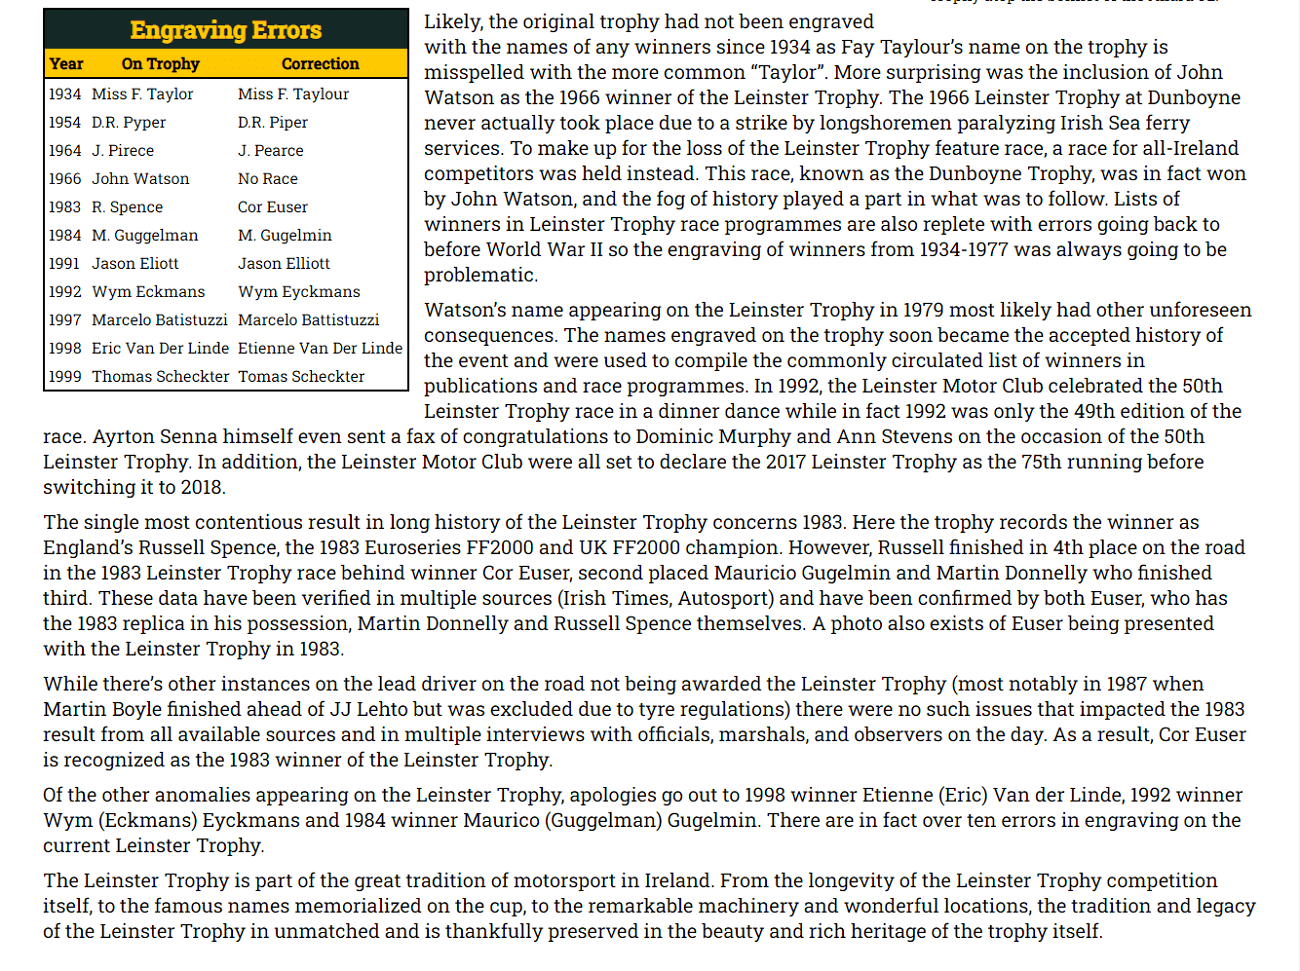 Trophy atop the bonnet of the
Engraving Errors
Year On Trophy Correction
1934 Miss F. Taylor Miss F. Taylour
1954 D.R. Pyper D.R. Piper
1964 J. Pirece J. Pearce
1966 John Watson No Race
1983 R. Spence Cor Euser
1984 M. Guggelman M. Gugelmin
1991 Jason Eliott Jason Elliott
1992 Wym Eckmans Wym Eyckmans
1997 Marcelo Batistuzzi Marcelo Battistuzzi
1998 Eric Van Der Linde Etienne Van Der Linde
1999 Thomas Scheckter Tomas Scheckter
Likely, the original trophy had not been engraved
with the names of any winners since 1934 as Fay Taylour's name on the trophy is
misspelled with the more common “Taylor”. More surprising was the inclusion of John
Watson as the 1966 winner of the Leinster Trophy. The 1966 Leinster Trophy at Dunboyne
never actually took place due to a strike by longshoremen paralyzing Irish Sea ferry
services. To make up for the loss of the Leinster Trophy feature race, a race for all-Ireland
competitors was held instead. This race, known as the Dunboyne Trophy, was in fact won
by John Watson, and the fog of history played a part in what was to follow. Lists of
winners in Leinster Trophy race programmes are also replete with errors going back to
before World War II so the engraving of winners from 1934-1977 was always going to be
problematic.
Watson's name appearing on the Leinster Trophy in 1979 most likely had other unforeseen
consequences. The names engraved on the trophy soon became the accepted history of
the event and were used to compile the commonly circulated list of winners in
publications and race programmes. In 1992, the Leinster Motor Club celebrated the 50th
Leinster Trophy race in a dinner dance while in fact 1992 was only the 49th edition of the
race. Ayrton Senna himself even sent a fax of congratulations to Dominic Murphy and Ann Stevens on the occasion of the 50th
Leinster Trophy. In addition, the Leinster Motor Club were all set to declare the 2017 Leinster Trophy as the 75th running before
switching it to 2018.
The single most contentious result in long history of the Leinster Trophy concerns 1983. Here the trophy records the winner as
England's Russell Spence, the 1983 Euroseries FF2000 and UK FF2000 champion. However, Russell finished in 4th place on the road
in the 1983 Leinster Trophy race behind winner Cor Euser, second placed Mauricio Gugelmin and Martin Donnelly who finished
third. These data have been verified in multiple sources (Irish Times, Autosport) and have been confirmed by both Euser, who has
the 1983 replica in his possession, Martin Donnelly and Russell Spence themselves. A photo also exists of Euser being presented
with the Leinster Trophy in 1983.
While there's other instances on the lead driver on the road not being awarded the Leinster Trophy (most notably in 1987 when
Martin Boyle finished ahead of JJ Lehto but was excluded due to tyre regulations) there were no such issues that impacted the 1983
result from all available sources and in multiple interviews with officials, marshals, and observers on the day. As a result, Cor Euser
is recognized as the 1983 winner of the Leinster Trophy.
Of the other anomalies appearing on the Leinster Trophy, apologies go out to 1998 winner Etienne (Eric) Van der Linde, 1992 winner
Wym (Eckmans) Eyckmans and 1984 winner Maurico (Guggelman) Gugelmin. There are in fact over ten errors in engraving on the
current Leinster Trophy.
The Leinster Trophy is part of the great tradition of motorsport in Ireland. From the longevity of the Leinster Trophy competition
itself, to the famous names memorialized on the cup, to the remarkable machinery and wonderful locations, the tradition and legacy
of the Leinster Trophy in unmatched and is thankfully preserved in the beauty and rich heritage of the trophy itself.